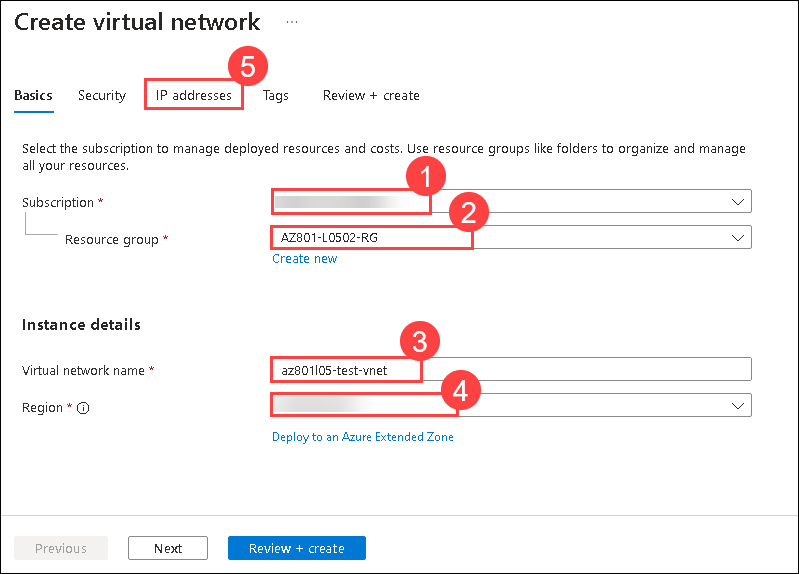 Create virtual network ...
5
Basics Security IP addresses Tags Review + create
Select the subscription to manage deployed resources and costs. Use resource groups like folders to organize and manage
all your resources.
1
Subscription *
2
Resource group * AZ801-L0502-RG
Create new
Instance details
3
Virtual network name * az801l05-test-vnet
4
Region *
Deploy to an Azure Extended Zone
Previous Next Review + create